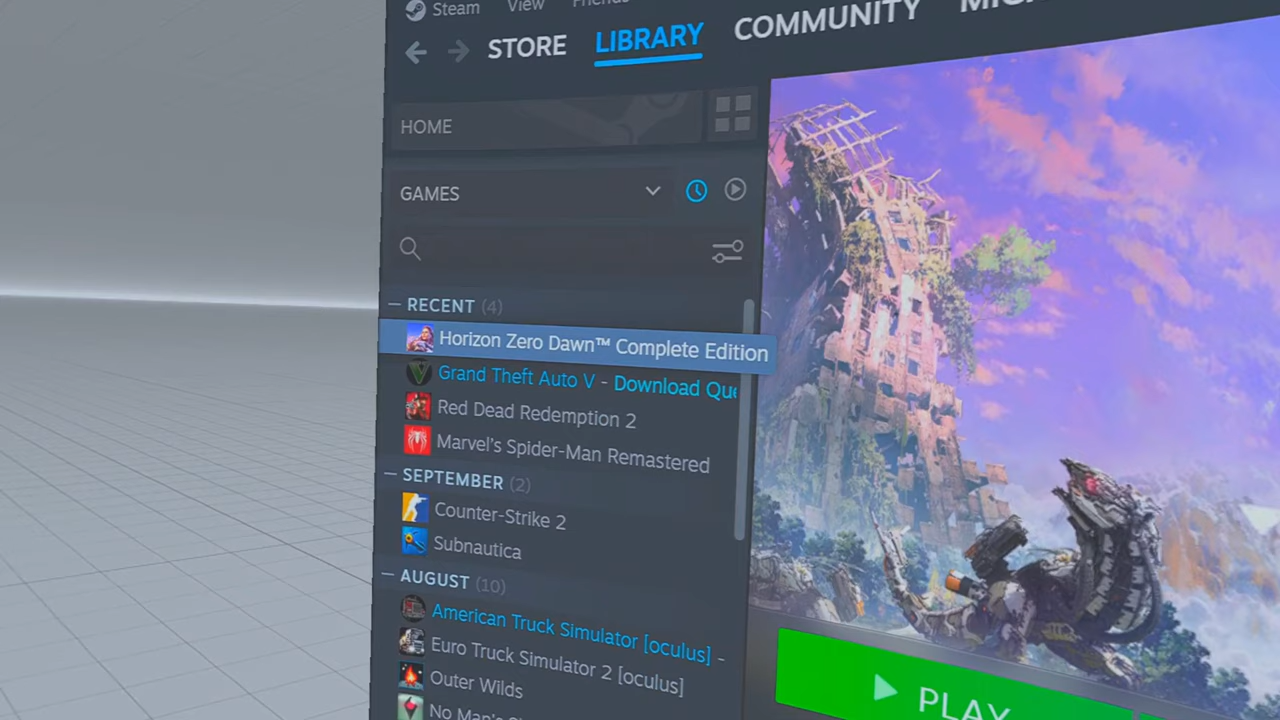 Steam View
STORE LIBRARY COMMUNITY
HOME
GAMES
RECENT (4)
Horizon Zero Dawn™ Complete Edition
Grand Theft Auto V - Download
Red Dead Redemption 2
Marvel's Spider-Man Remastered
SEPTEMBER (2)
Counter-Strike 2
Subnautica
AUGUST (10)
American Truck Simulator [oculus] -
Euro Truck Simulator 2 [oculus]
Outer Wilds
No Man's
PLAY